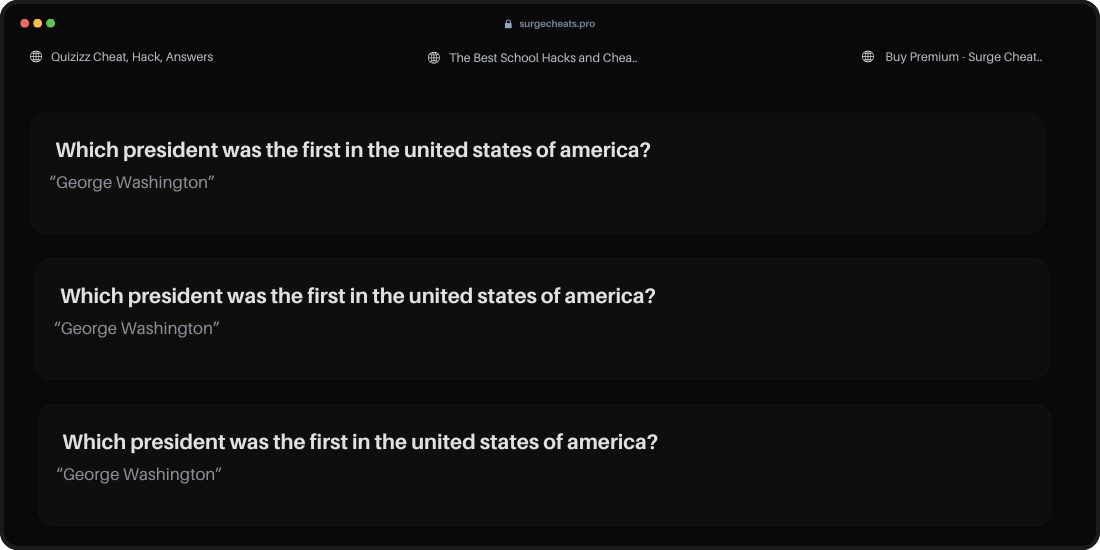 surgecheats.pro
Quizizz Cheat, Hack, Answers
The Best School Hacks and Chea..
Buy Premium - Surge Cheat..
Which president was the first in the united states of america?
“George Washington”
Which president was the first in the united states of america?
“George Washington”
Which president was the first in the united states of america?
“George Washington”